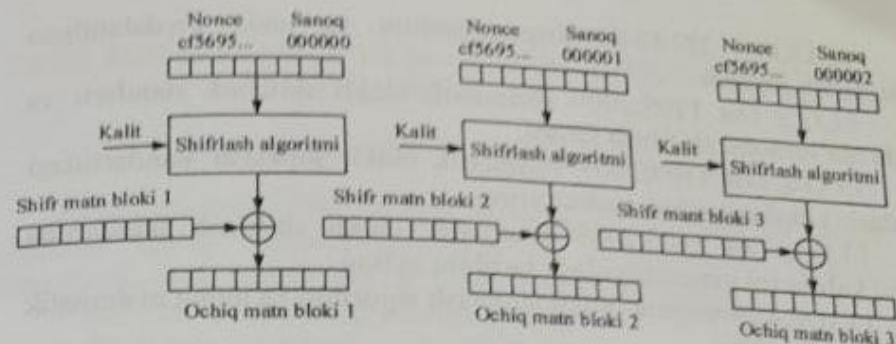 Nonce Sanoq
cf5695... 000000
Kalit
Shifrlash algoritmi
Shifr matn bloki 1
Ochiq matn bloki 1
Nonce Sanoq
cf5695... 000001
Kalit
Shifrlash algoritmi
Shifr matn bloki 2
Ochiq matn bloki 2
Nonce Sanoq
cf5695... 000002
Kalit
Shifrlash algoritmi
Shifr mant bloki 3
Ochiq matn bloki 3